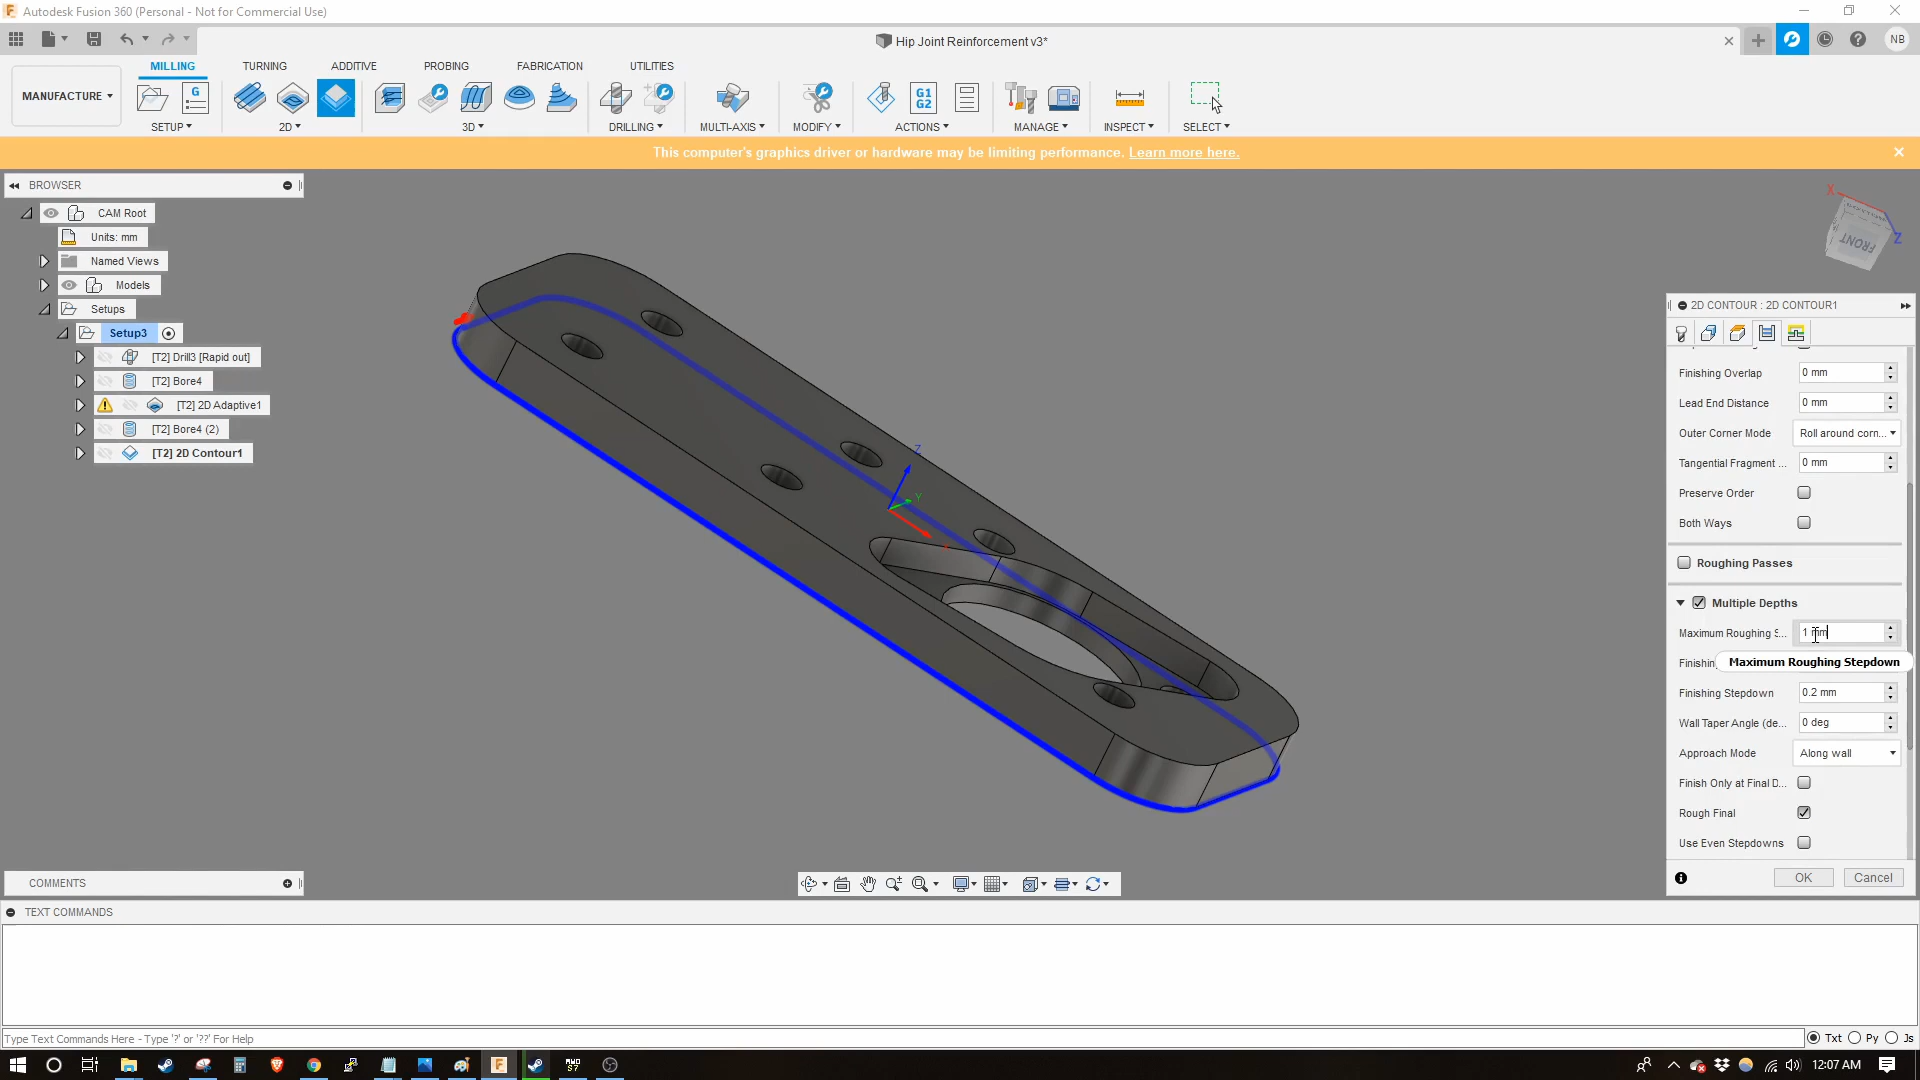 Autodesk Fusion 360 (Personal - Not for Commercial Use)
Hip Joint Reinforcement v3*
NB
MANUFACTURE
MILLING
TURNING
ADDITIVE
PROBING
FABRICATION
UTILITIES
G
G1
G2
SETUP
2D
3D
DRILLING
MULTI-AXIS
MODIFY
ACTIONS
MANAGE
INSPECT
SELECT
This computer's graphics driver or hardware may be limiting performance. Learn more here.
BROWSER
CAM Root
Units: mm
Named Views
Models
Setups
Setup3
[T2] Drill3 [Rapid out]
[T2] Bore4
[T2] 2D Adaptive1
[T2] Bore4 (2)
[T2] 2D Contour1
Z
Y
X
X
FRONT
Z
2D CONTOUR : 2D CONTOUR1
Finishing Overlap 0 mm
Lead End Distance 0 mm
Outer Corner Mode Roll around corn...
Tangential Fragment ... 0 mm
Preserve Order
Both Ways
Roughing Passes
Multiple Depths
Maximum Roughing S... 1 mm
Maximum Roughing Stepdown
Finishing Stepdown 0.2 mm
Wall Taper Angle (de... 0 deg
Approach Mode Along wall
Finish Only at Final D...
Rough Final
Use Even Stepdowns
OK
Cancel
COMMENTS
TEXT COMMANDS
Type Text Commands Here - Type '?' or '??' For Help
Txt Py Js
12:07 AM